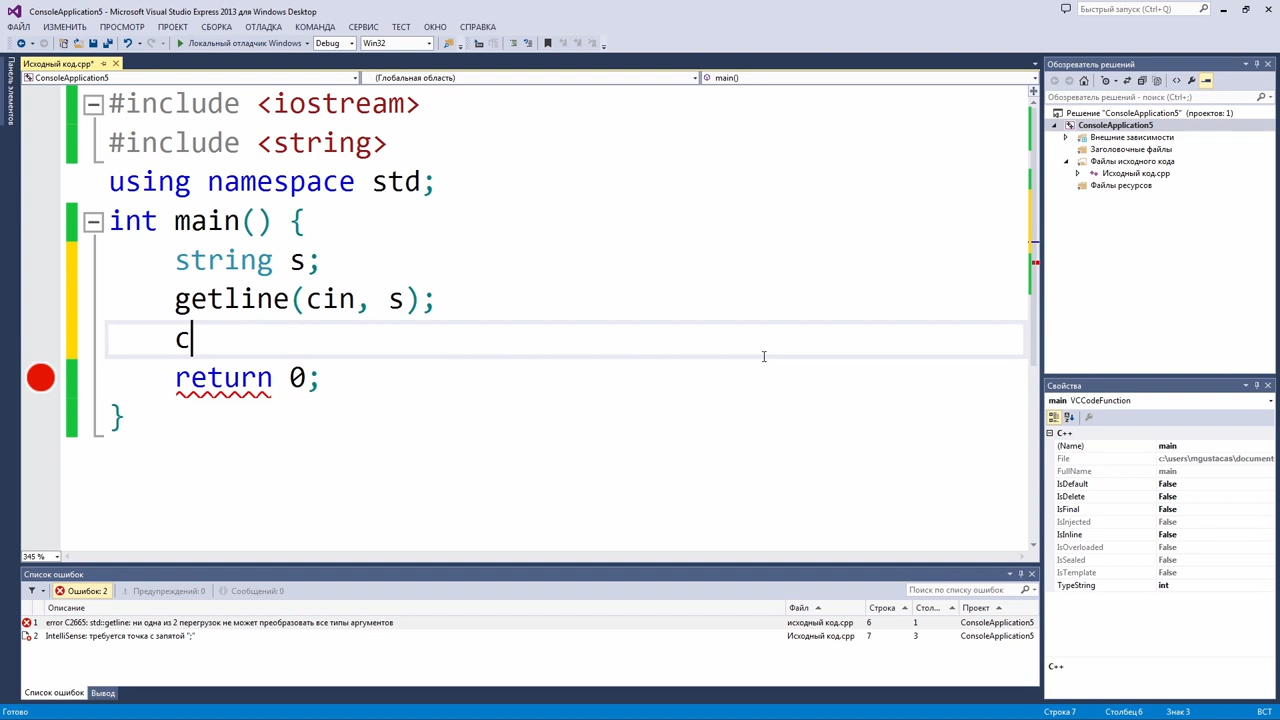 ConsoleApplication5 - Microsoft Visual Studio Express 2013 для Windows Desktop
Быстрый запуск (Ctrl+Q)
ФАЙЛ ИЗМЕНИТЬ ПРОСМОТР ПРОЕКТ СБОРКА ОТЛАДКА КОМАНДА СЕРВИС ТЕСТ ОКНО СПРАВКА
Локальный отладчик Windows Debug Win32
Панель элементов
Исходный код.cpp*
ConsoleApplication5 (Глобальная область) main()
#include <iostream>
#include <string>
using namespace std;
int main() {
string s;
getline(cin, s);
c
return 0;
}
345 %
Обозреватель решений
Обозреватель решений - поиск (Ctrl+;)
Решение "ConsoleApplication5" (проектов: 1)
ConsoleApplication5
Внешние зависимости
Заголовочные файлы
Файлы исходного кода
Исходный код.cpp
Файлы ресурсов
Свойства
main VCCodeFunction
C++
(Name) main
File c:\users\mgustacas\document
FullName main
IsDefault False
IsDelete False
IsFinal False
IsInjected False
IsInline False
IsOverloaded False
IsSealed False
IsTemplate False
TypeString int
C++
Список ошибок
Ошибок: 2 Предупреждений: 0 Сообщений: 0 Поиск по списку ошибок
Описание Файл Строка Стол... Проект
1 error C2665: std::getline: ни одна из 2 перегрузок не может преобразовать все типы аргументов исходный код.cpp 6 1 ConsoleApplication5
2 IntelliSense: требуется точка с запятой ";" Исходный код.cpp 7 3 ConsoleApplication5
Список ошибок Вывод
Готово Строка 7 Столбец 6 Знак 3 ВСТ